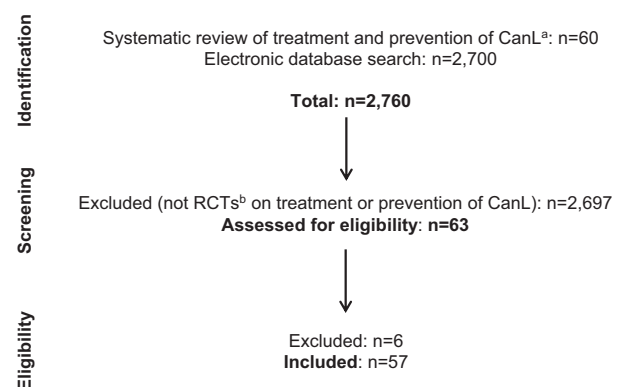 Identification
Systematic review of treatment and prevention of CanLᵃ: n=60
Electronic database search: n=2,700
Total: n=2,760
Screening
Excluded (not RCTsᵇ on treatment or prevention of CanL): n=2,697
Assessed for eligibility: n=63
Eligibility
Excluded: n=6
Included: n=57